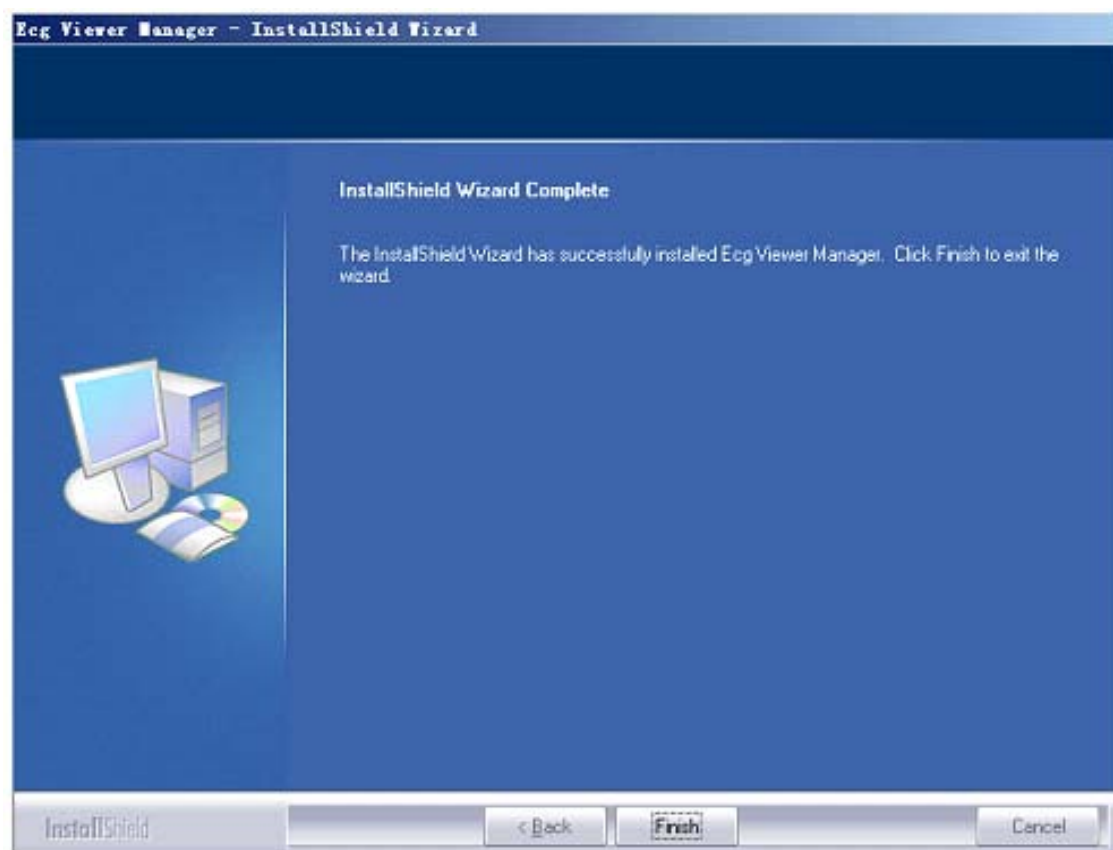 Ecg Viewer Manager - InstallShield Wizard
InstallShield Wizard Complete
The InstallShield Wizard has successfully installed Ecg Viewer Manager. Click Finish to exit the
wizard.
InstallShield
< Back
Finish
Cancel